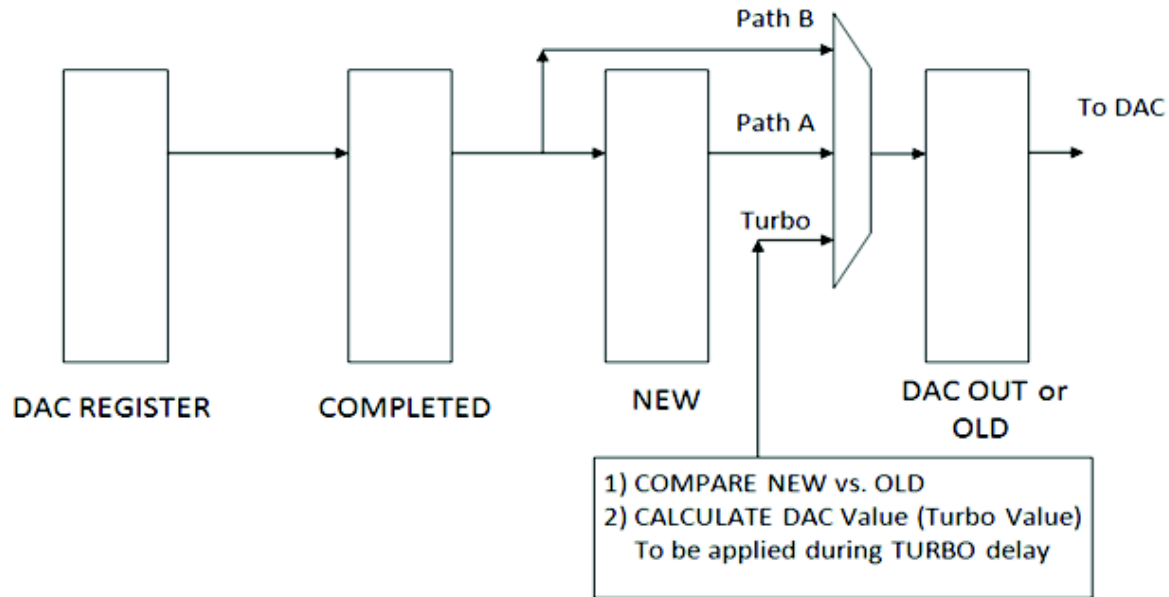 Path B
Path A
To DAC
Turbo
DAC REGISTER
COMPLETED
NEW
DAC OUT or
OLD
1) COMPARE NEW vs. OLD
2) CALCULATE DAC Value (Turbo Value)
To be applied during TURBO delay